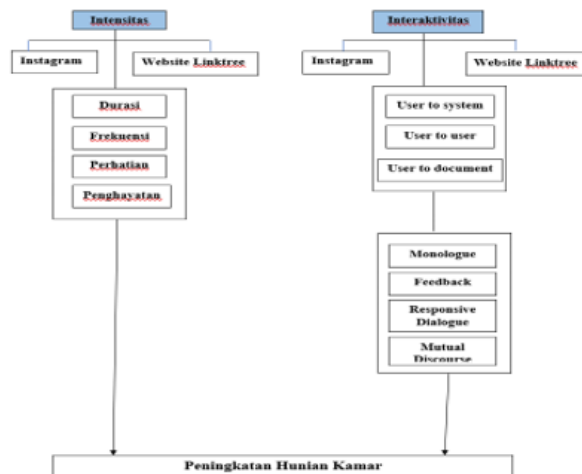 Intensitas
Instagram
Website Linktree
Durasi
Frekuensi
Perhatian
Penghayatan
Interaktivitas
Instagram
Website Linktree
User to system
User to user
User to document
Monologue
Feedback
Responsive
Dialogue
Mutual
Discourse
Peningkatan Hunian Kamar